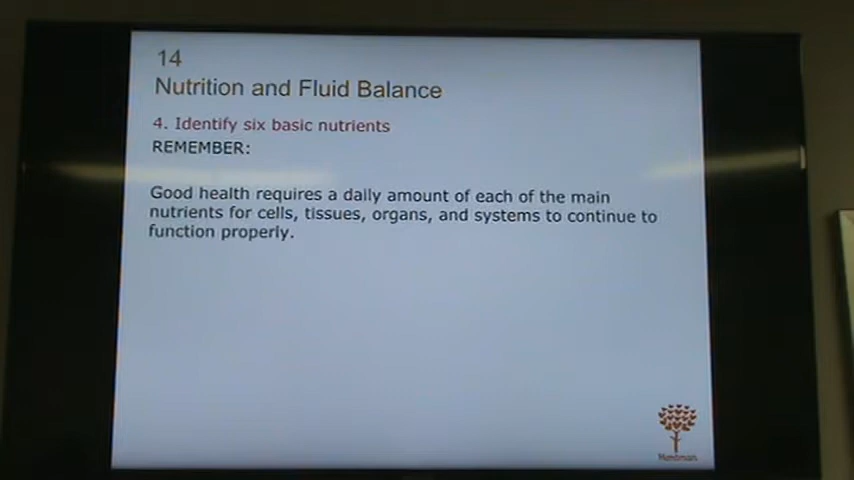 14
Nutrition and Fluid Balance
4. Identify six basic nutrients
REMEMBER:
Good health requires a daily amount of each of the main
nutrients for cells, tissues, organs, and systems to continue to
function properly.